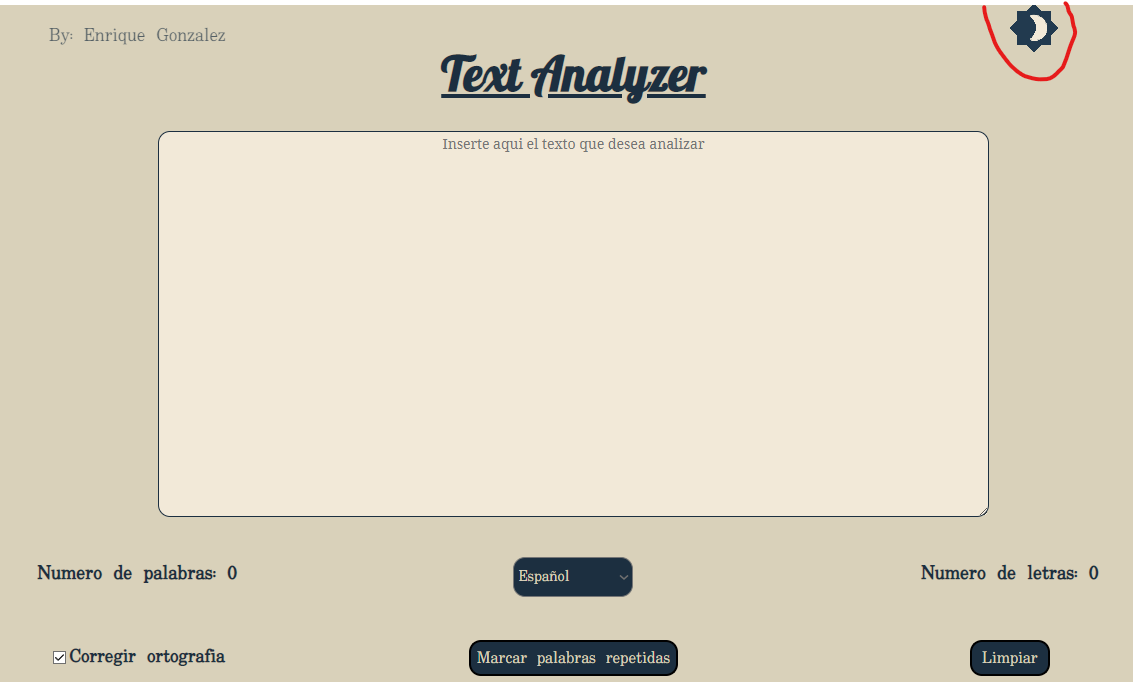 By: Enrique Gonzalez
Text Analyzer
Inserte aqui el texto que desea analizar
Numero de palabras: 0
Español
Numero de letras: 0
Corregir ortografia
Marcar palabras repetidas
Limpiar